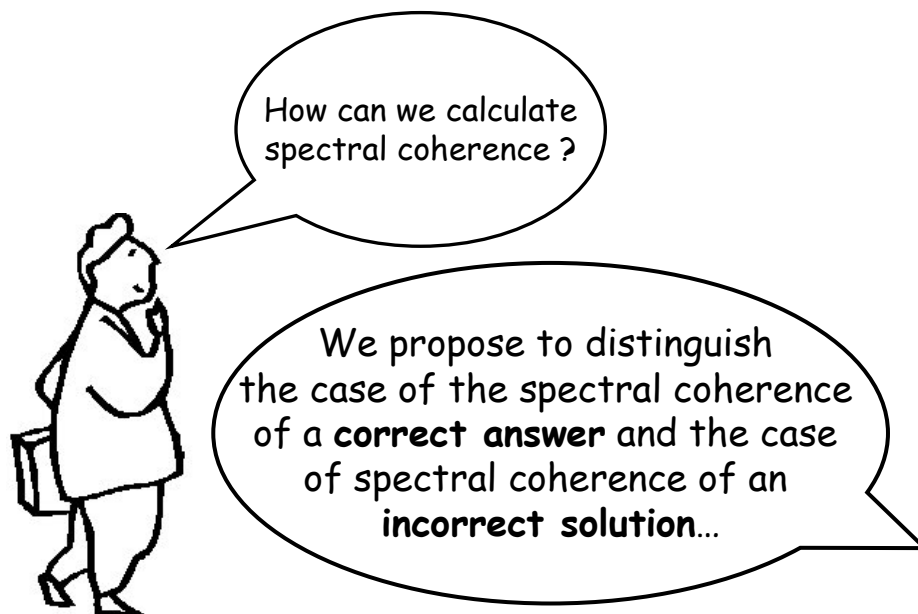 How can we calculate
spectral coherence ?
We propose to distinguish
the case of the spectral coherence
of a correct answer and the case
of spectral coherence of an
incorrect solution…